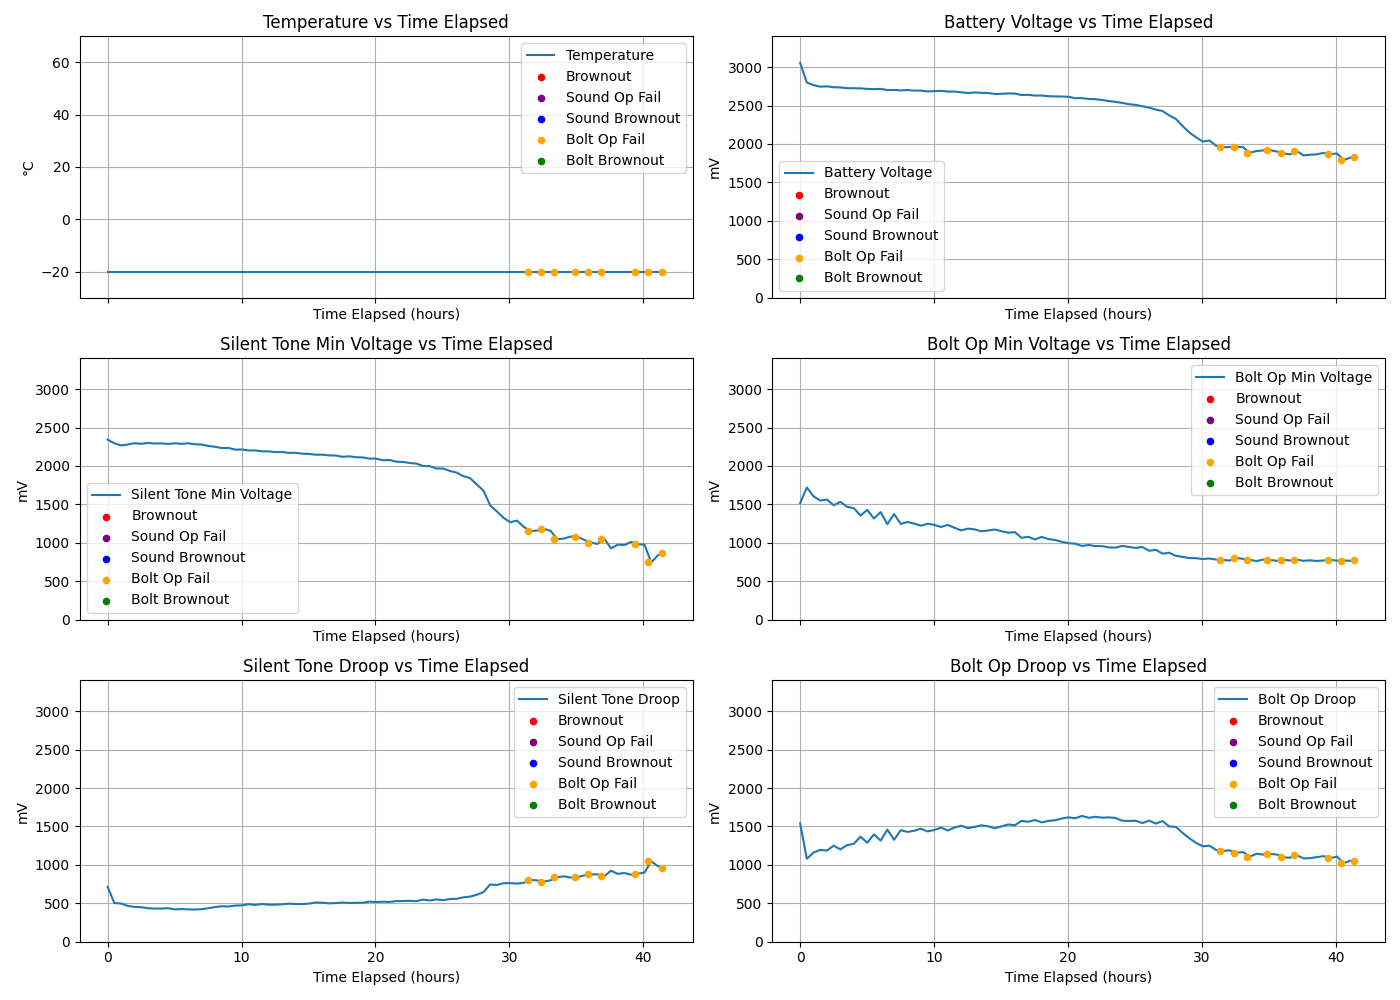 Temperature vs Time Elapsed
°C
60
40
20
0
−20
Temperature
Brownout
Sound Op Fail
Sound Brownout
Bolt Op Fail
Bolt Brownout
Time Elapsed (hours)
Battery Voltage vs Time Elapsed
mV
3000
2500
2000
1500
1000
500
0
Battery Voltage
Brownout
Sound Op Fail
Sound Brownout
Bolt Op Fail
Bolt Brownout
Time Elapsed (hours)
Silent Tone Min Voltage vs Time Elapsed
mV
3000
2500
2000
1500
1000
500
0
Silent Tone Min Voltage
Brownout
Sound Op Fail
Sound Brownout
Bolt Op Fail
Bolt Brownout
Time Elapsed (hours)
Bolt Op Min Voltage vs Time Elapsed
mV
3000
2500
2000
1500
1000
500
0
Bolt Op Min Voltage
Brownout
Sound Op Fail
Sound Brownout
Bolt Op Fail
Bolt Brownout
Time Elapsed (hours)
Silent Tone Droop vs Time Elapsed
mV
3000
2500
2000
1500
1000
500
0
Silent Tone Droop
Brownout
Sound Op Fail
Sound Brownout
Bolt Op Fail
Bolt Brownout
0 10 20 30 40
Time Elapsed (hours)
Bolt Op Droop vs Time Elapsed
mV
3000
2500
2000
1500
1000
500
0
Bolt Op Droop
Brownout
Sound Op Fail
Sound Brownout
Bolt Op Fail
Bolt Brownout
0 10 20 30 40
Time Elapsed (hours)